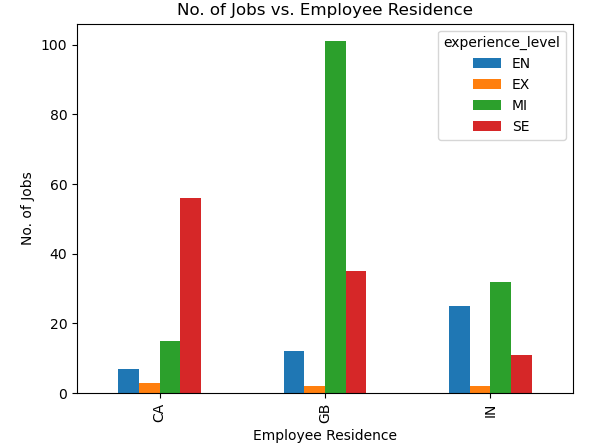 No. of Jobs vs. Employee Residence
experience_level
EN
EX
MI
SE
No. of Jobs
100
80
60
40
20
0
CA
GB
IN
Employee Residence